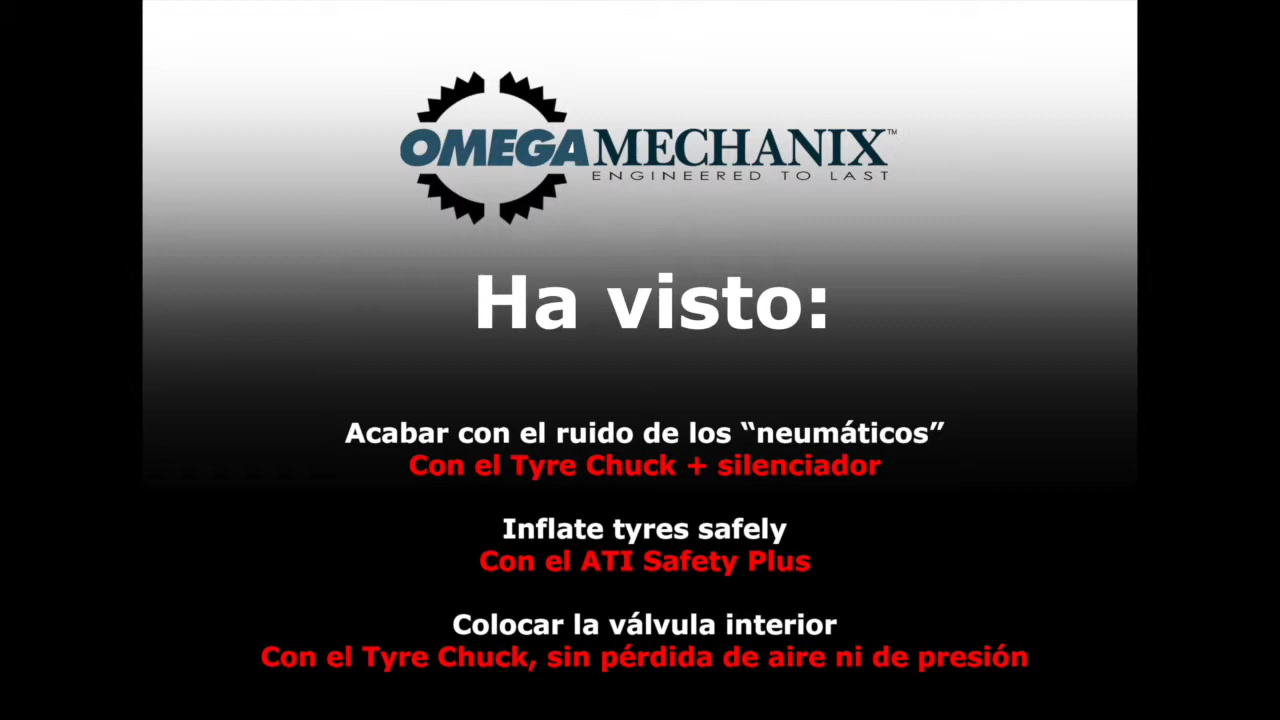 OMEGA MECHANIX™
ENGINEERED TO LAST
Ha visto:
Acabar con el ruido de los “neumáticos”
Con el Tyre Chuck + silenciador
Inflate tyres safely
Con el ATI Safety Plus
Colocar la válvula interior
Con el Tyre Chuck, sin pérdida de aire ni de presión